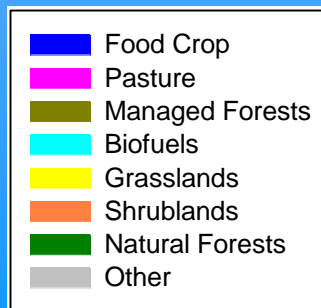 Food Crop
Pasture
Managed Forests
Biofuels
Grasslands
Shrublands
Natural Forests
Other